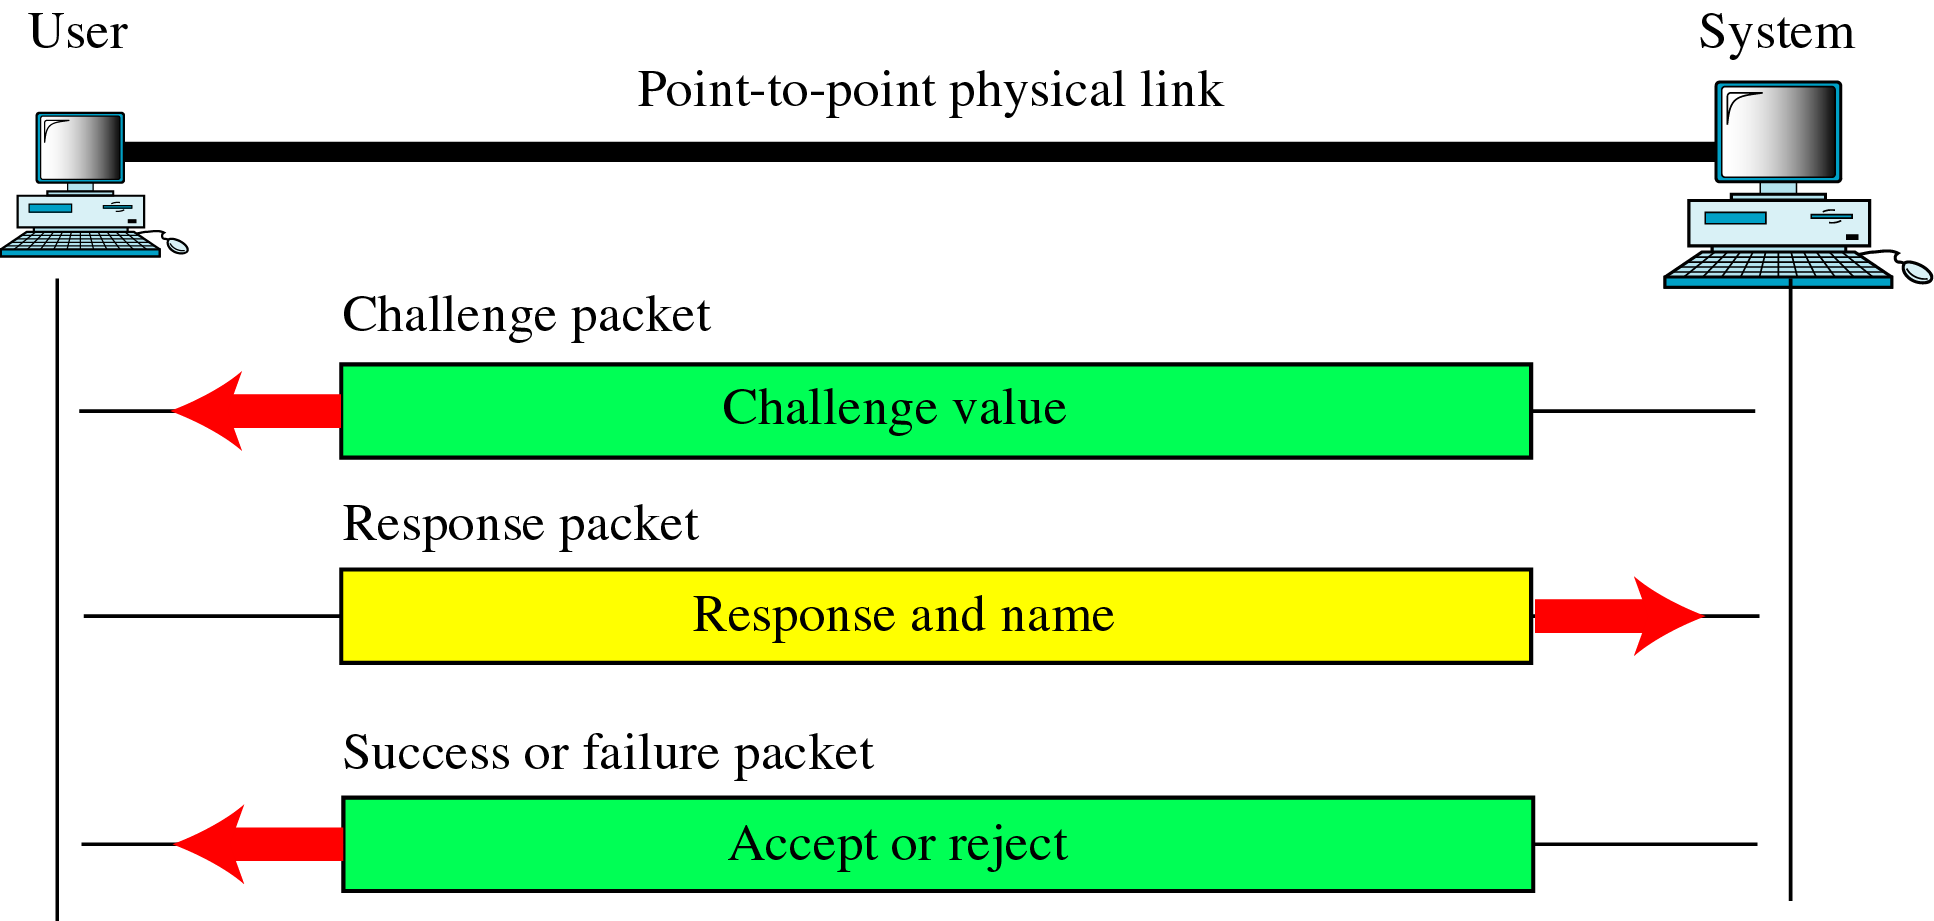 User
System
Point-to-point physical link
Challenge packet
Challenge value
Response packet
Response and name
Success or failure packet
Accept or reject